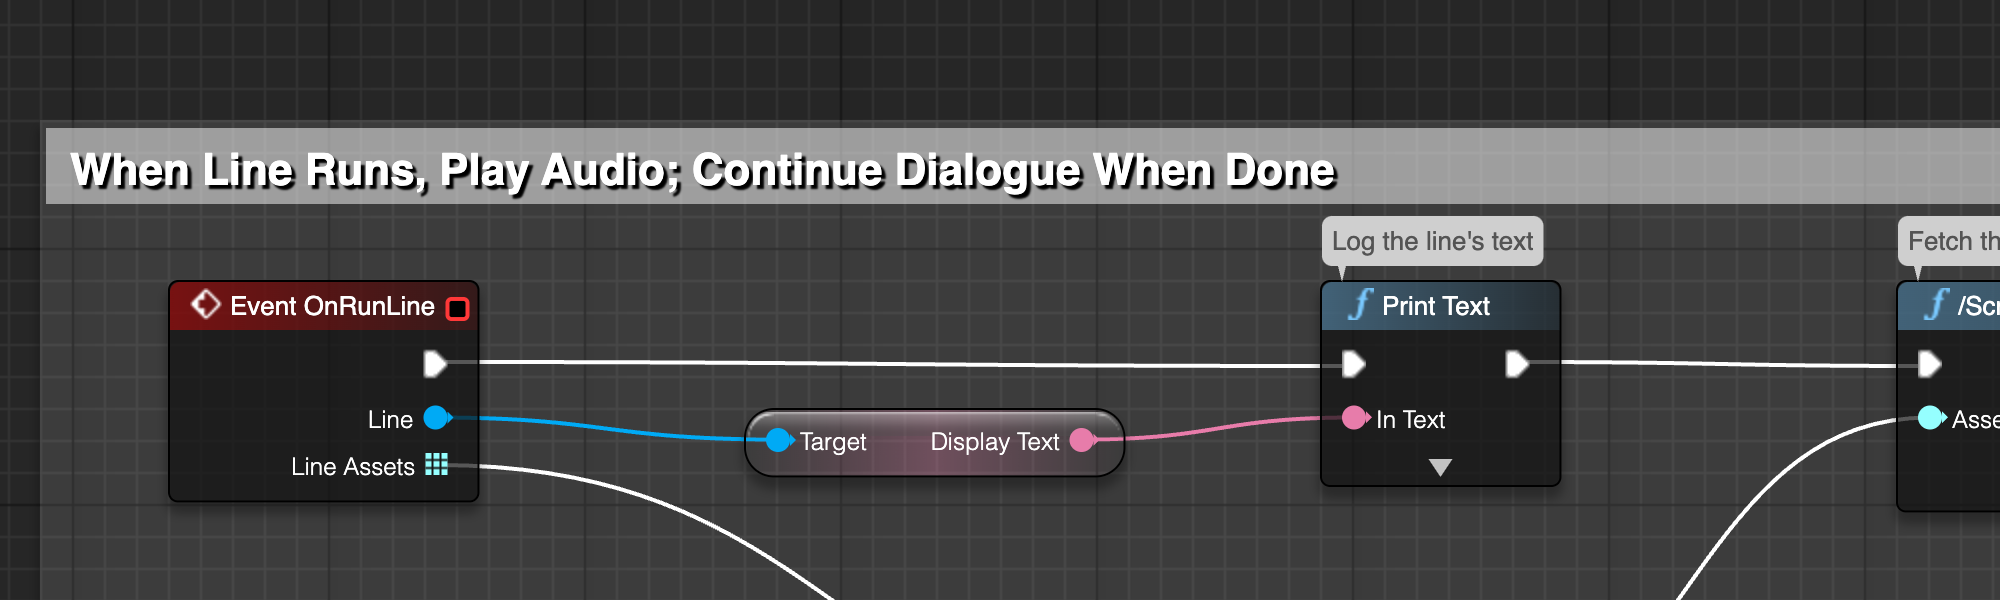 When Line Runs, Play Audio; Continue Dialogue When Done
Log the line's text
Fetch th
Event OnRunLine
Print Text
/Scr
Line
Target
Display Text
In Text
Asse
Line Assets